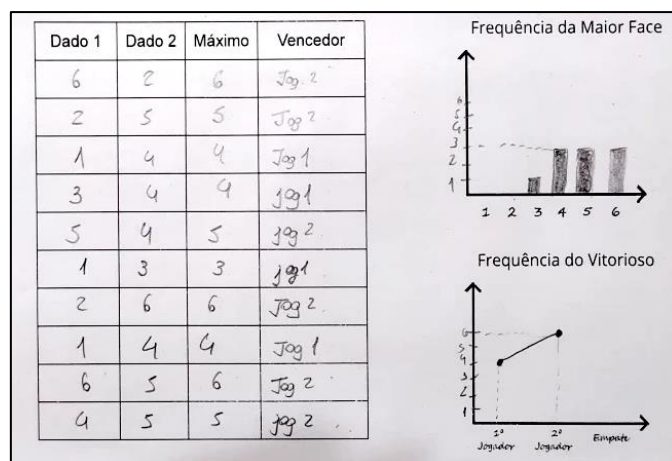 Dado 1 Dado 2 Máximo Vencedor
6 2 6 Jog. 2
2 5 5 Jog 2
1 4 4 Jog 1
3 4 4 jog1
5 4 5 jog 2
1 3 3 jog1
2 6 6 Jog 2
1 4 4 Jog 1
6 5 6 Jog 2
4 5 5 jog 2
Frequência da Maior Face
6
5
4
3
2
1
1 2 3 4 5 6
Frequência do Vitorioso
6
5
4
3
2
1
1º Jogador 2º Jogador Empate